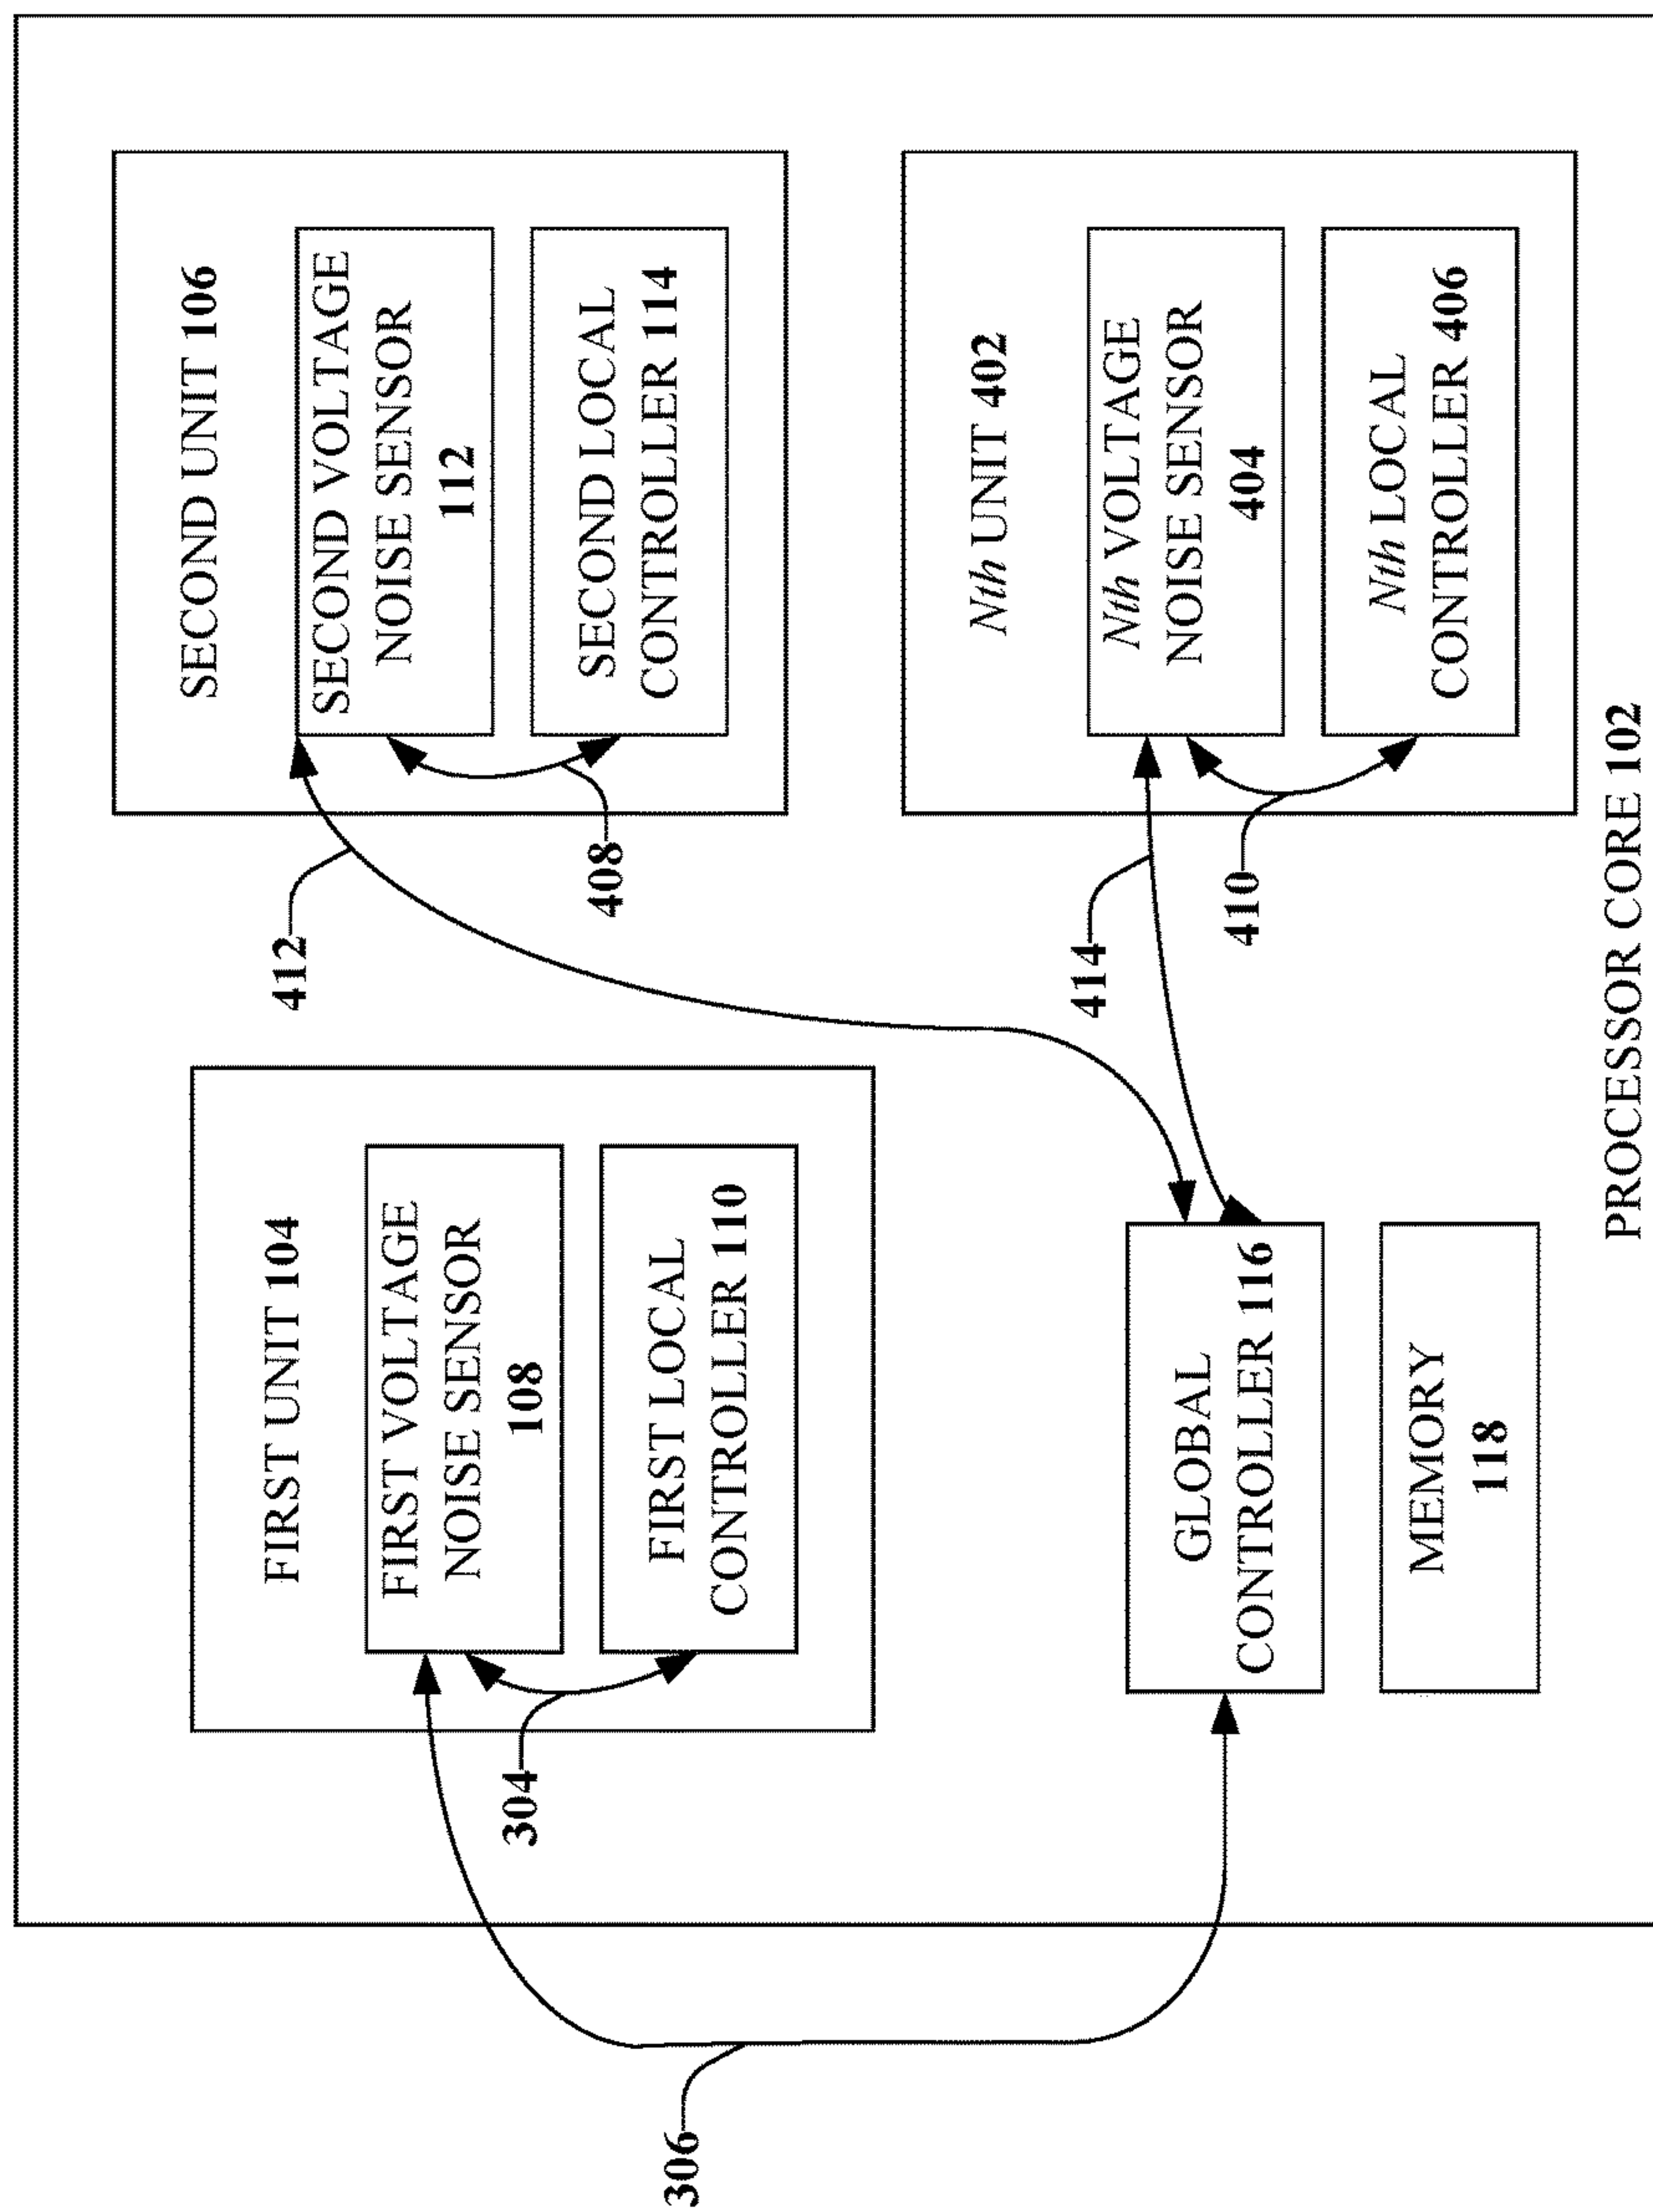 FIRST UNIT 104
FIRST VOLTAGE
NOISE SENSOR
108
FIRST LOCAL
CONTROLLER 110
304
306
SECOND UNIT 106
SECOND VOLTAGE
NOISE SENSOR
112
SECOND LOCAL
CONTROLLER 114
408
412
GLOBAL
CONTROLLER 116
MEMORY
118
Nth UNIT 402
Nth VOLTAGE
NOISE SENSOR
404
Nth LOCAL
CONTROLLER 406
414
410
PROCESSOR CORE 102